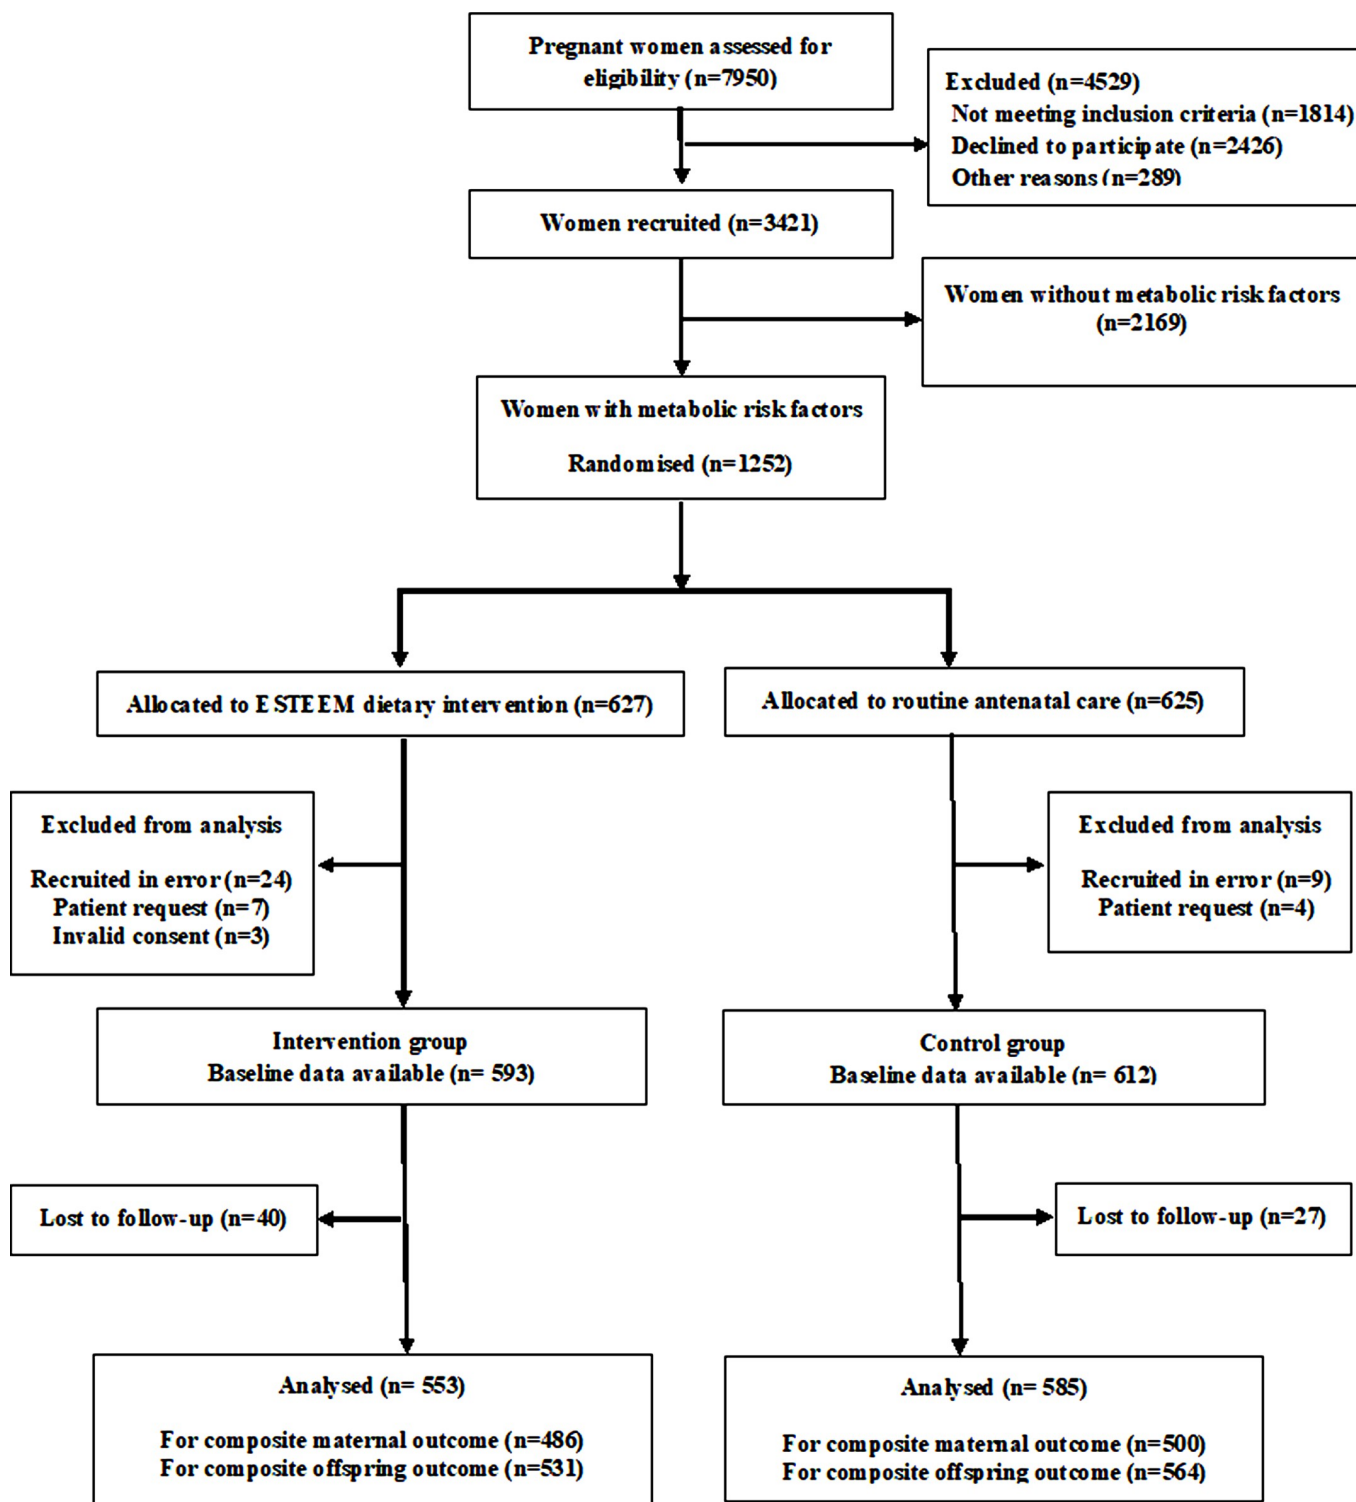 Pregnant women assessed for
eligibility (n=7950)
Excluded (n=4529)
Not meeting inclusion criteria (n=1814)
Declined to participate (n=2426)
Other reasons (n=289)
Women recruited (n=3421)
Women without metabolic risk factors
(n=2169)
Women with metabolic risk factors
Randomised (n=1252)
Allocated to ESTEEM dietary intervention (n=627)
Allocated to routine antenatal care (n=625)
Excluded from analysis
Recruited in error (n=24)
Patient request (n=7)
Invalid consent (n=3)
Excluded from analysis
Recruited in error (n=9)
Patient request (n=4)
Intervention group
Baseline data available (n= 593)
Control group
Baseline data available (n= 612)
Lost to follow-up (n=40)
Lost to follow-up (n=27)
Analysed (n= 553)
For composite maternal outcome (n=486)
For composite offspring outcome (n=531)
Analysed (n= 585)
For composite maternal outcome (n=500)
For composite offspring outcome (n=564)